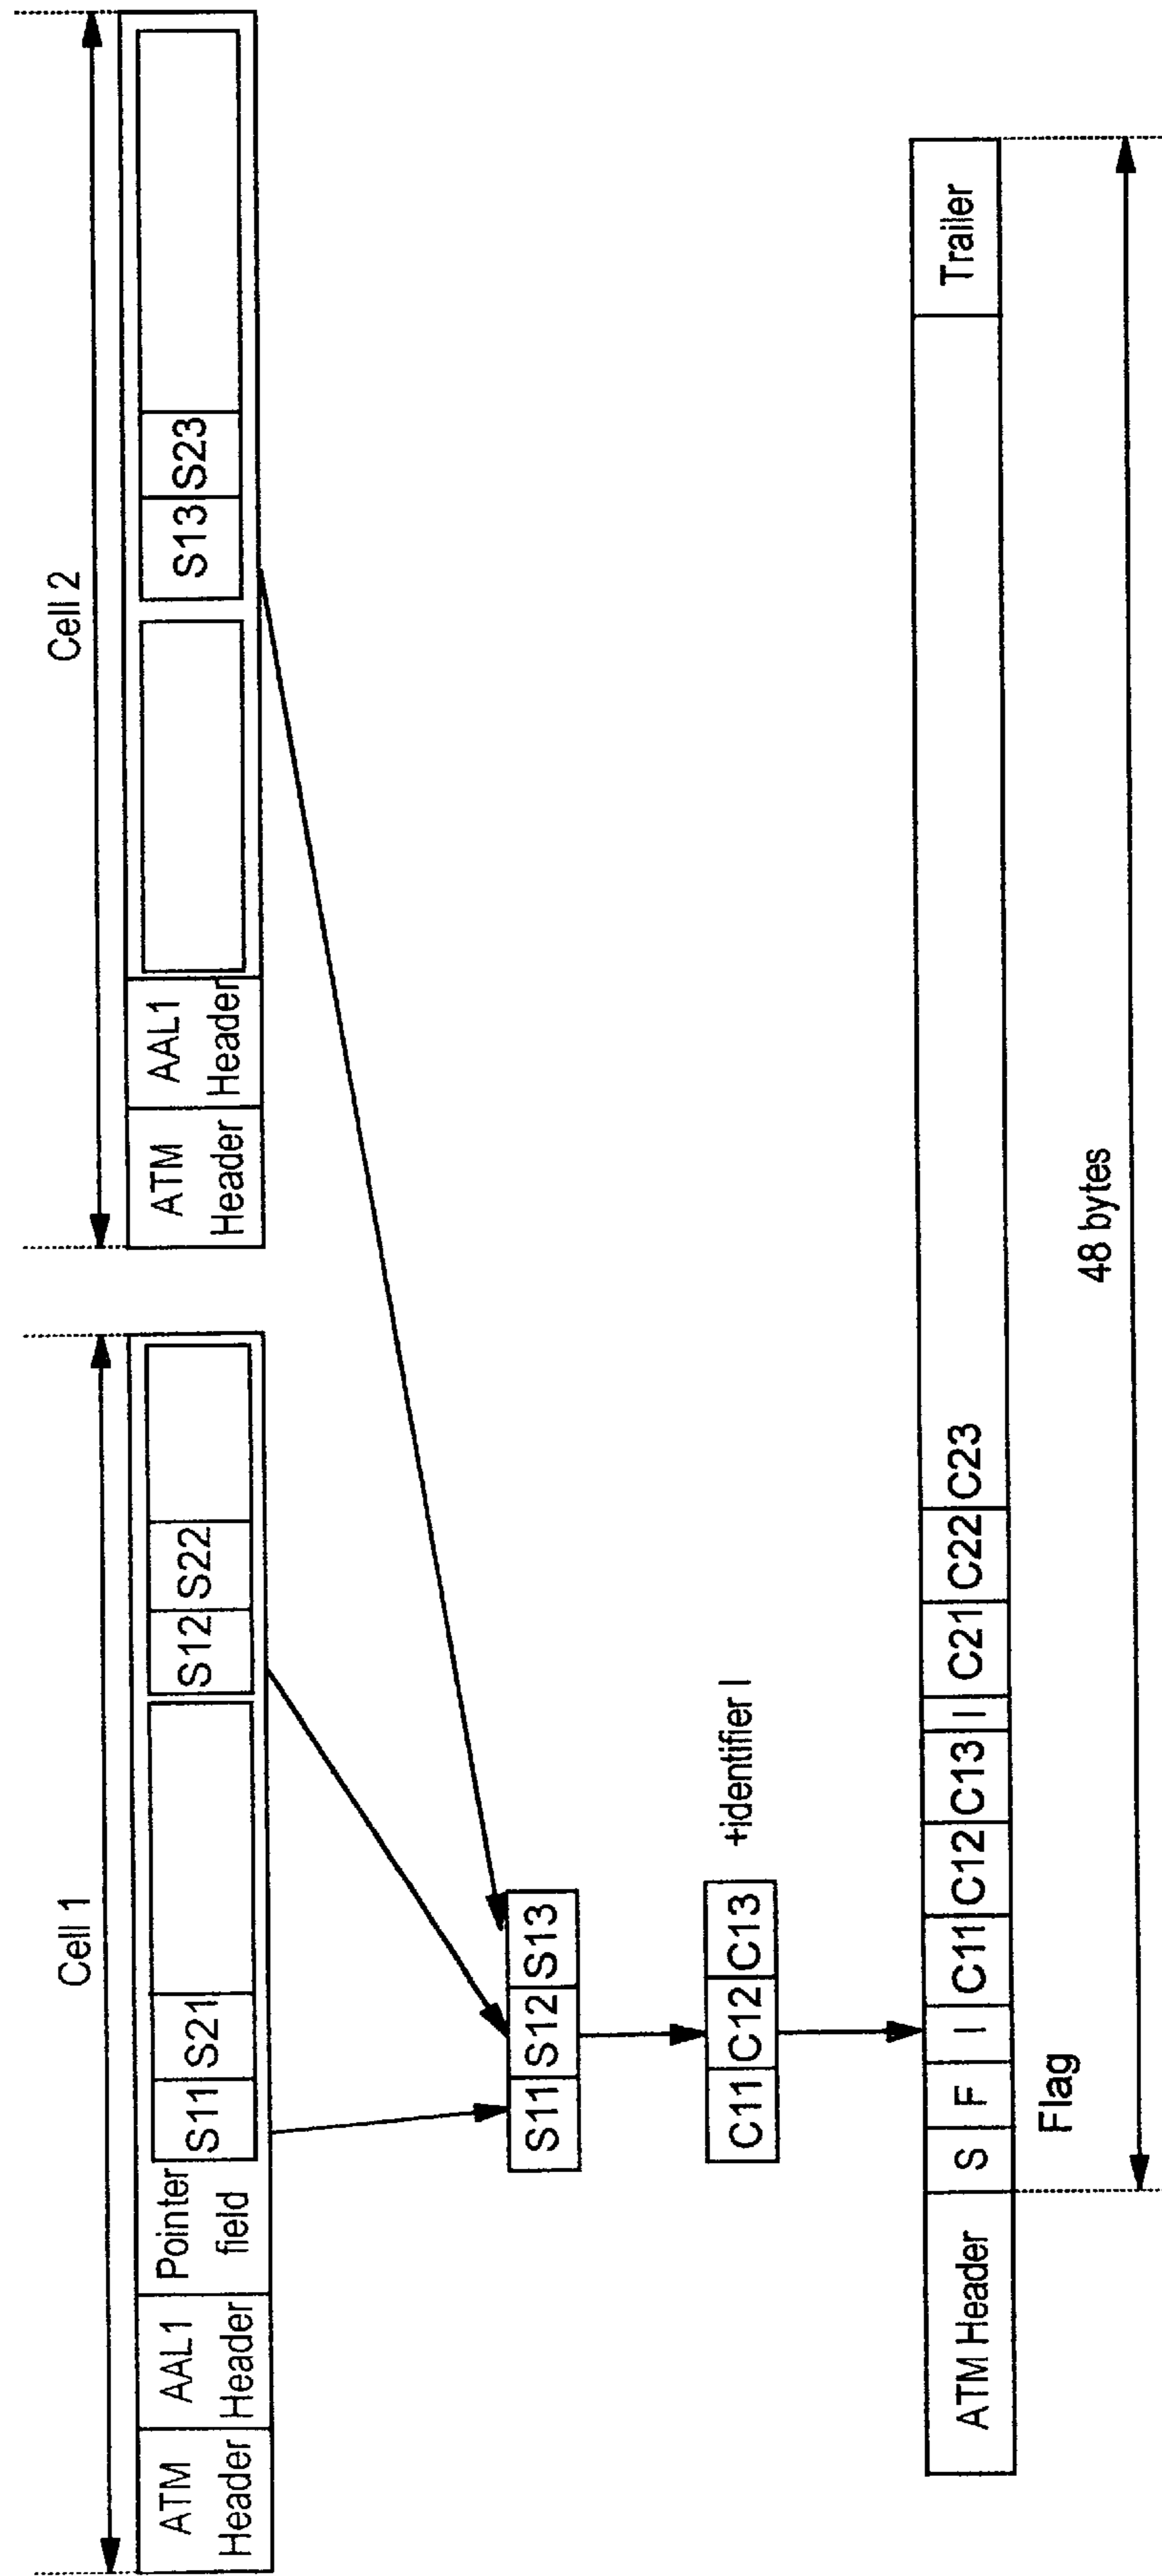 Cell 1
Cell 2
ATM Header
AAL1 Header
Pointer field
S11 S21
S12 S22
ATM Header
AAL1 Header
S13 S23
S11 S12 S13
C11 C12 C13
+identifier I
ATM Header S F I C11 C12 C13 I C21 C22 C23 Trailer
Flag
48 bytes